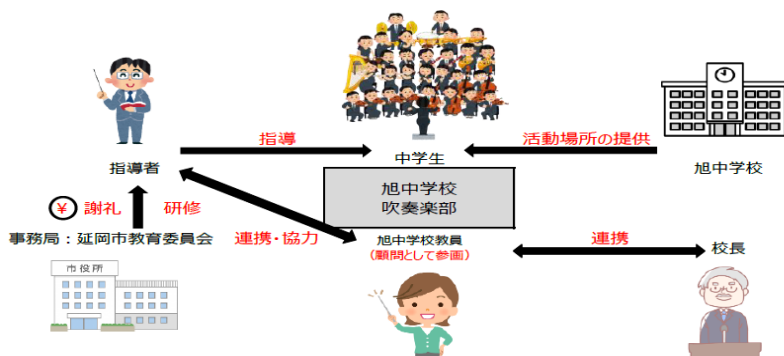 指導
活動場所の提供
指導者
中学生
旭中学校
旭中学校
吹奏楽部
¥ 謝礼 研修
事務局：延岡市教育委員会
連携・協力
旭中学校教員
（顧問として参画）
連携
校長
市役所